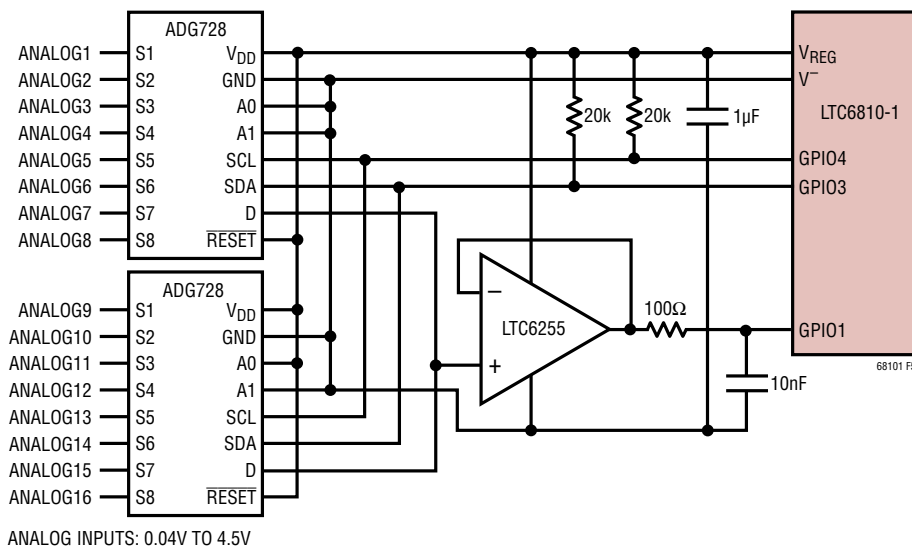 ADG728
ANALOG1 S1 VDD
ANALOG2 S2 GND
ANALOG3 S3 A0
ANALOG4 S4 A1
ANALOG5 S5 SCL
ANALOG6 S6 SDA
ANALOG7 S7 D
ANALOG8 S8 RESET
ADG728
ANALOG9 S1 VDD
ANALOG10 S2 GND
ANALOG11 S3 A0
ANALOG12 S4 A1
ANALOG13 S5 SCL
ANALOG14 S6 SDA
ANALOG15 S7 D
ANALOG16 S8 RESET
20k
20k
1µF
LTC6255
−
+
100Ω
10nF
VREG
V−
LTC6810-1
GPIO4
GPIO3
GPIO1
68101
ANALOG INPUTS: 0.04V TO 4.5V